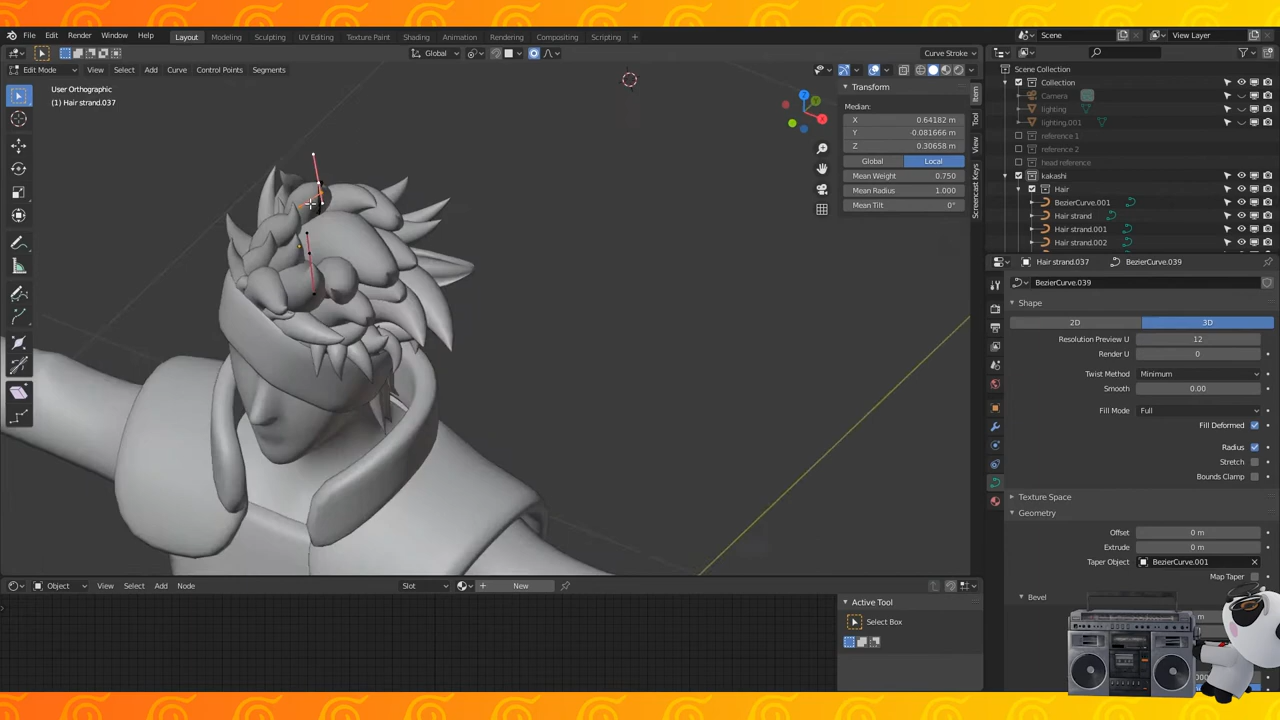 File Edit Render Window Help Layout Modeling Sculpting UV Editing Texture Paint Shading Animation Rendering Compositing Scripting + Scene View Layer
Global Curve Stroke
Edit Mode View Select Add Curve Control Points Segments
User Orthographic
(1) Hair strand.037
Transform
Median:
X 0.64182 m
Y -0.081666 m
Z 0.30658 m
Global Local
Mean Weight 0.750
Mean Radius 1.000
Mean Tilt 0°
Item
Tool
View
Screencast Keys
Z
Y
X
Scene Collection
Collection
Camera
lighting
lighting.001
reference 1
reference 2
head reference
kakashi
Hair
BezierCurve.001
Hair strand
Hair strand.001
Hair strand.002
Hair strand.037 BezierCurve.039
BezierCurve.039
Shape
2D 3D
Resolution Preview U 12
Render U 0
Twist Method Minimum
Smooth 0.00
Fill Mode Full
Fill Deformed
Radius
Stretch
Bounds Clamp
Texture Space
Geometry
Offset 0 m
Extrude 0 m
Taper Object BezierCurve.001
Map Taper
Bevel
Object View Select Add Node Slot New
Active Tool
Select Box